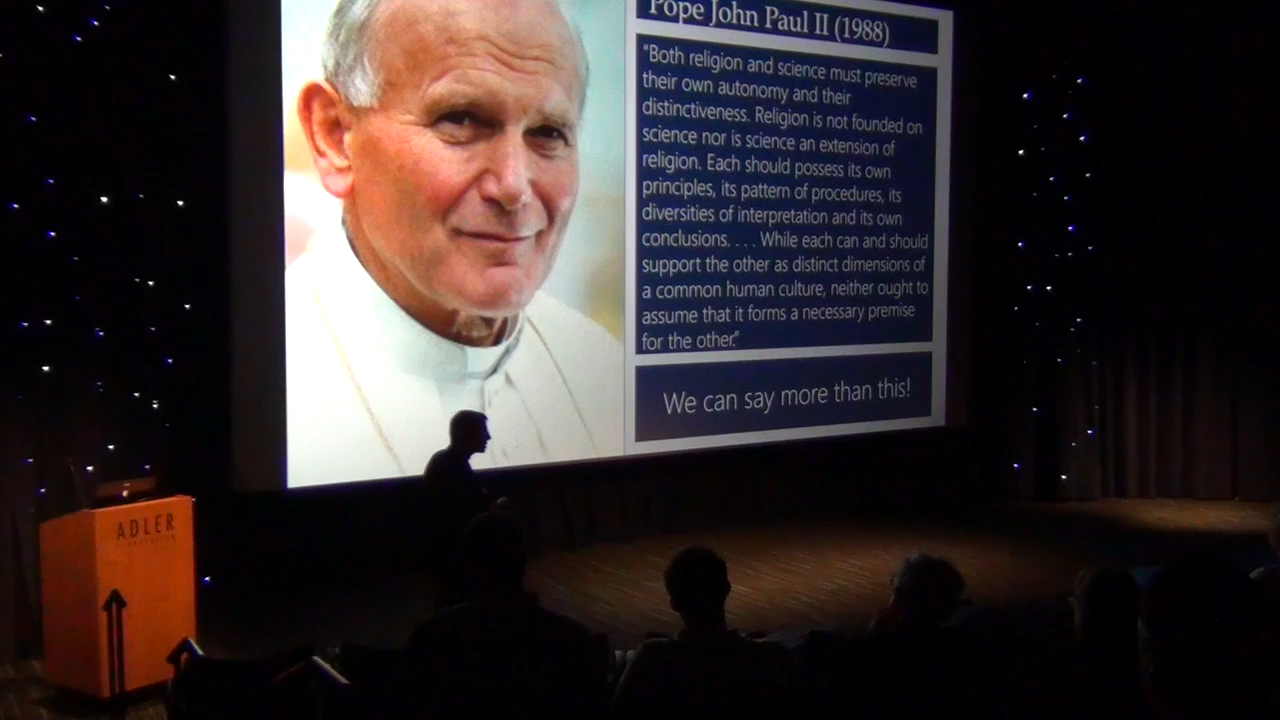 Pope John Paul II (1988)
“Both religion and science must preserve
their own autonomy and their
distinctiveness. Religion is not founded on
science nor is science an extension of
religion. Each should possess its own
principles, its pattern of procedures, its
diversities of interpretation and its own
conclusions. . . . While each can and should
support the other as distinct dimensions of
a common human culture, neither ought to
assume that it forms a necessary premise
for the other.”
We can say more than this!
ADLER